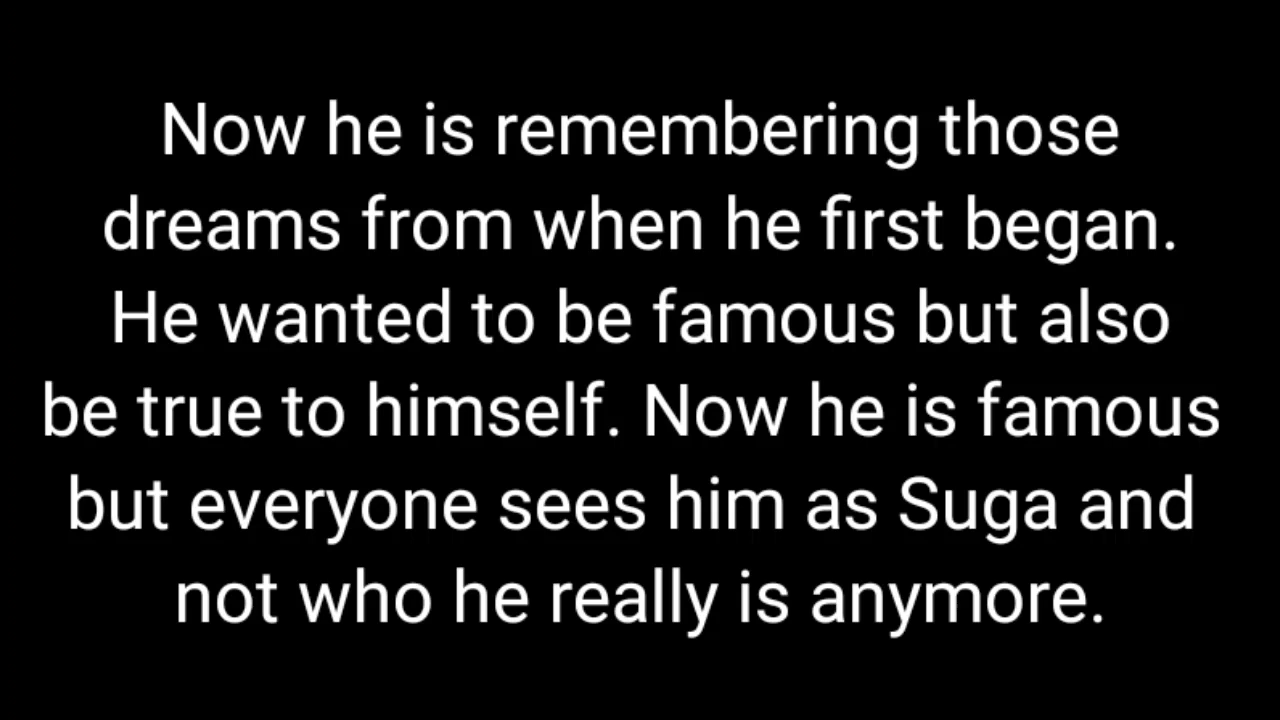 Now he is remembering those
dreams from when he first began.
He wanted to be famous but also
be true to himself. Now he is famous
but everyone sees him as Suga and
not who he really is anymore.